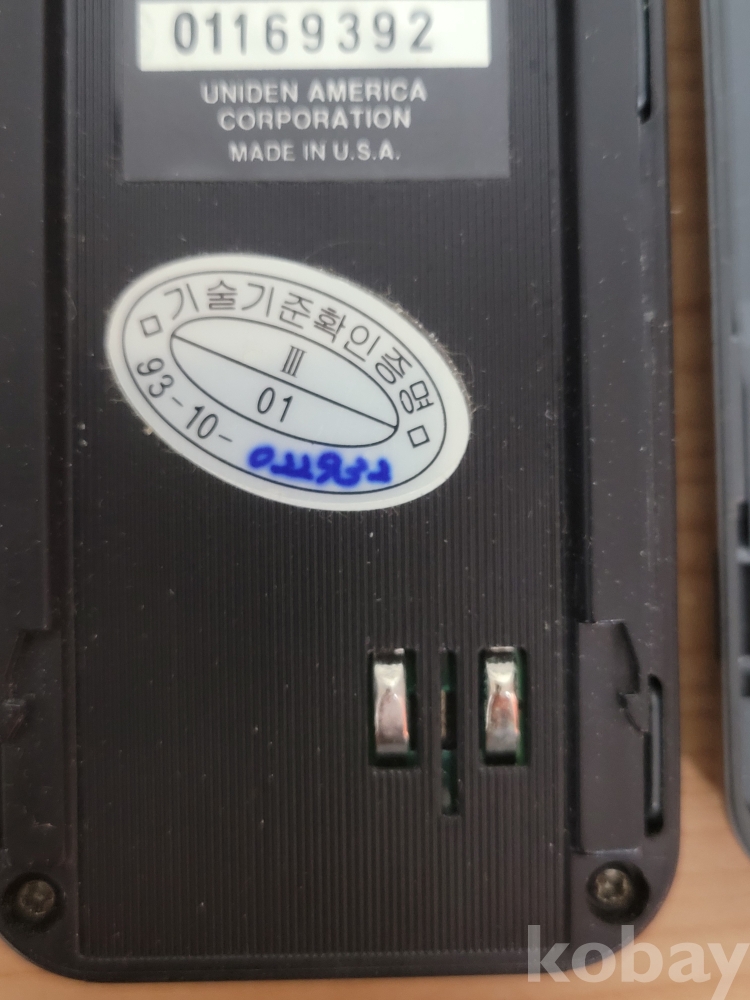 01169392
UNIDEN AMERICA
CORPORATION
MADE IN U.S.A.
기술기준확인증명
III
01
93-10-
kobay